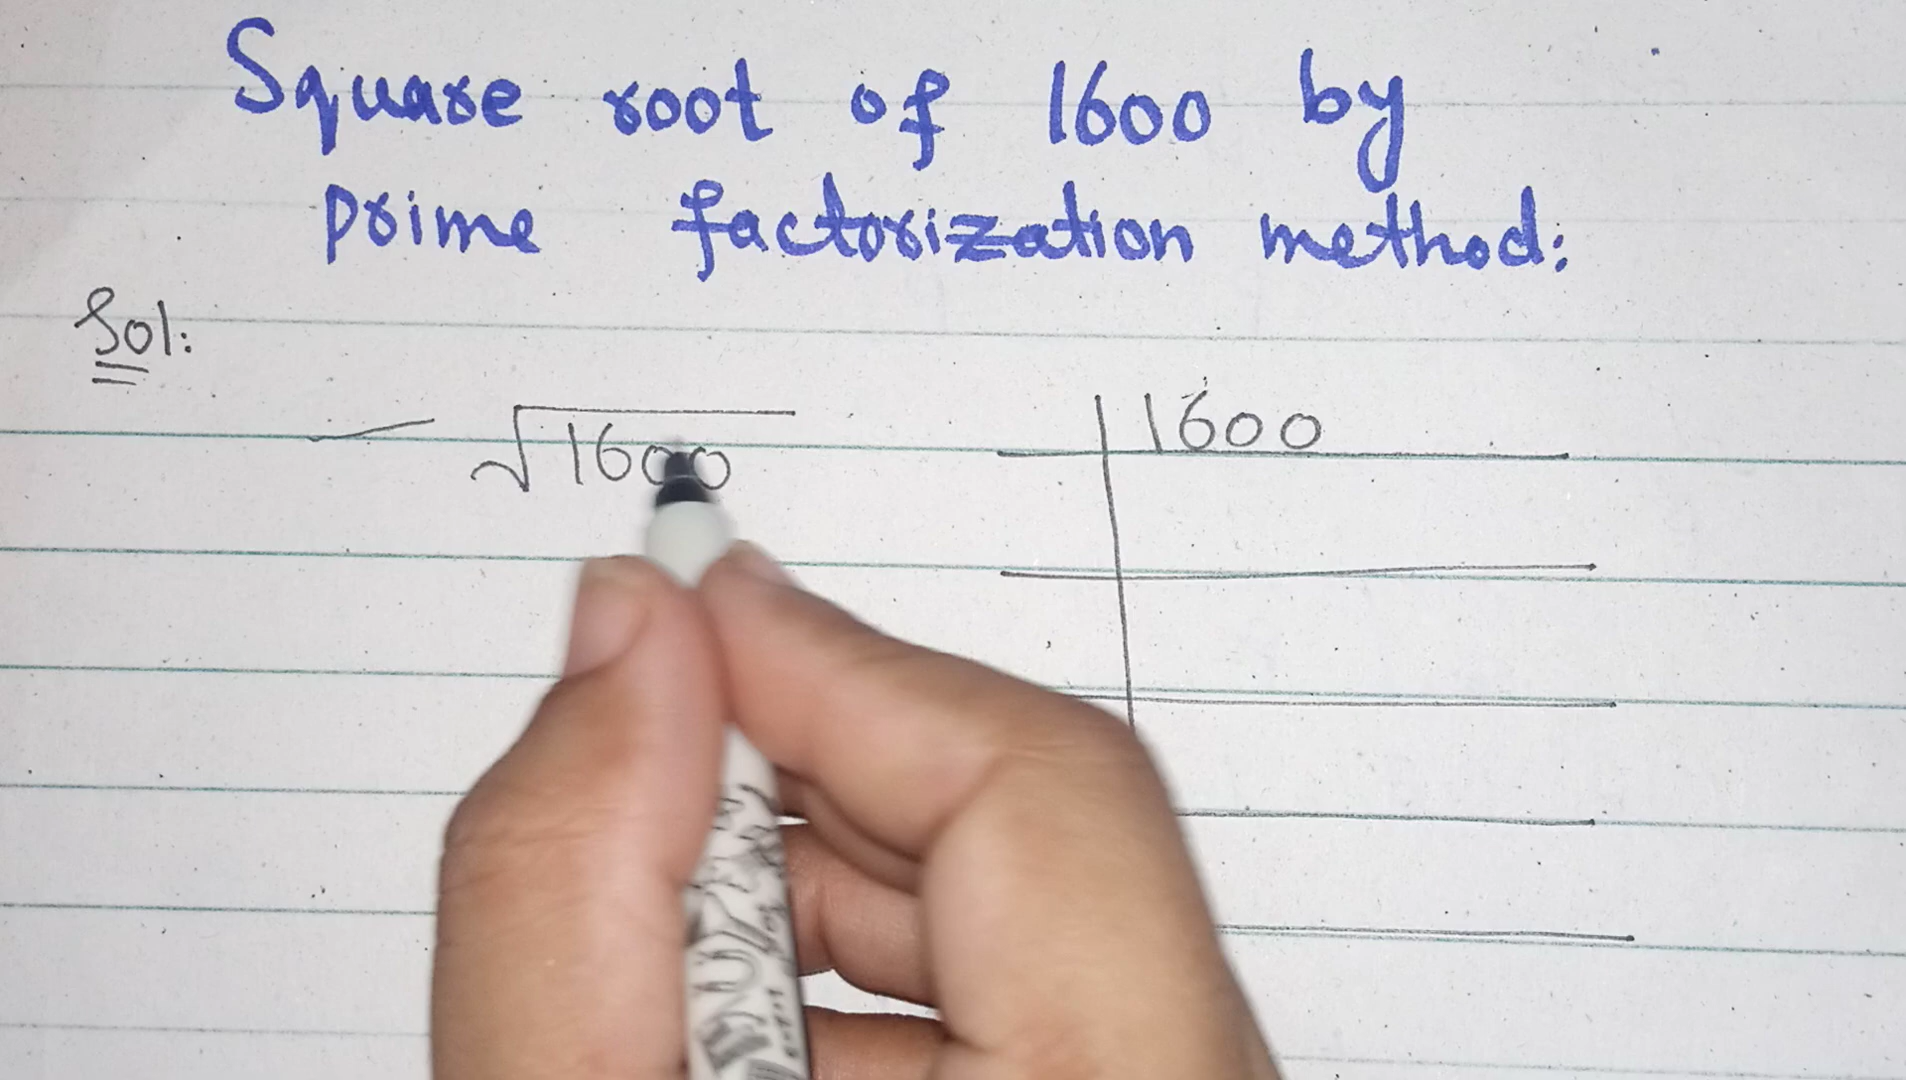 Square root of 1600 by
prime factorization method:
Sol:
√1600
1600